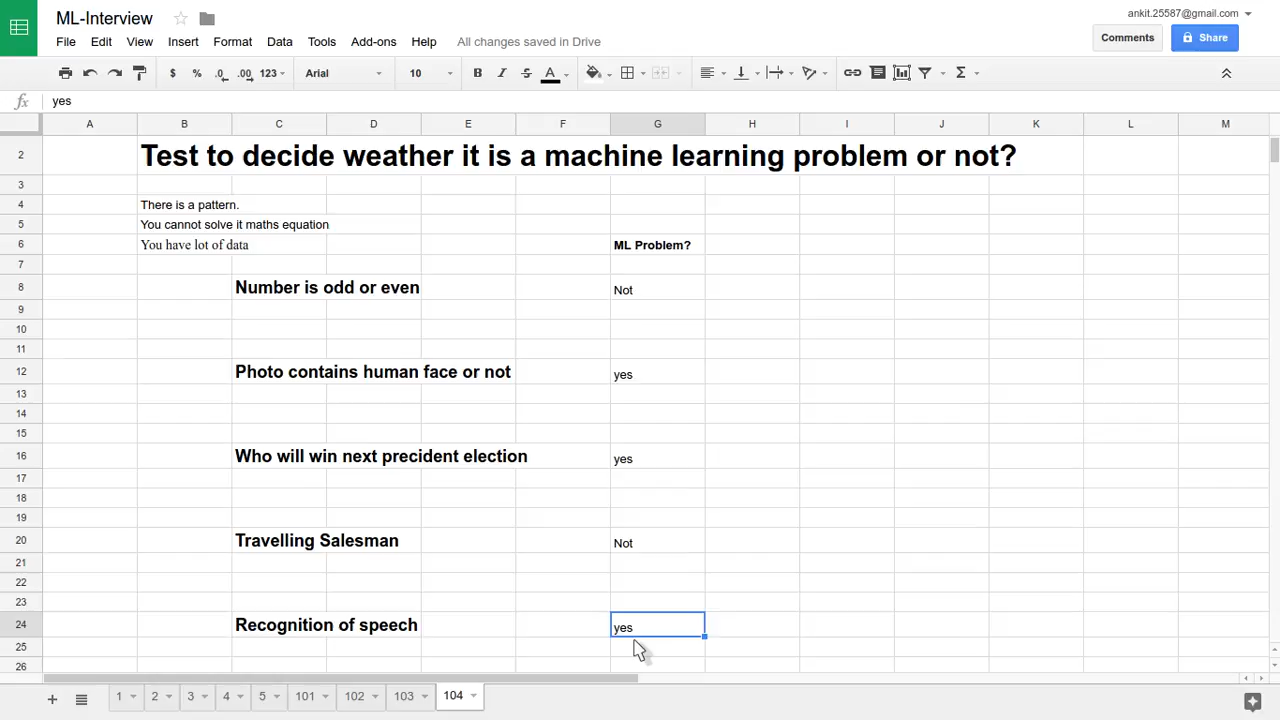 ML-Interview
ankit.25587@gmail.com
File Edit View Insert Format Data Tools Add-ons Help All changes saved in Drive
Comments Share
$ % .0 .00 123 Arial 10 B I S A Σ
fx yes
A B C D E F G H I J K L M
2 Test to decide weather it is a machine learning problem or not?
3
4 There is a pattern.
5 You cannot solve it maths equation
6 You have lot of data ML Problem?
7
8 Number is odd or even Not
9
10
11
12 Photo contains human face or not yes
13
14
15
16 Who will win next precident election yes
17
18
19
20 Travelling Salesman Not
21
22
23
24 Recognition of speech yes
25
26
+ 1 2 3 4 5 101 102 103 104